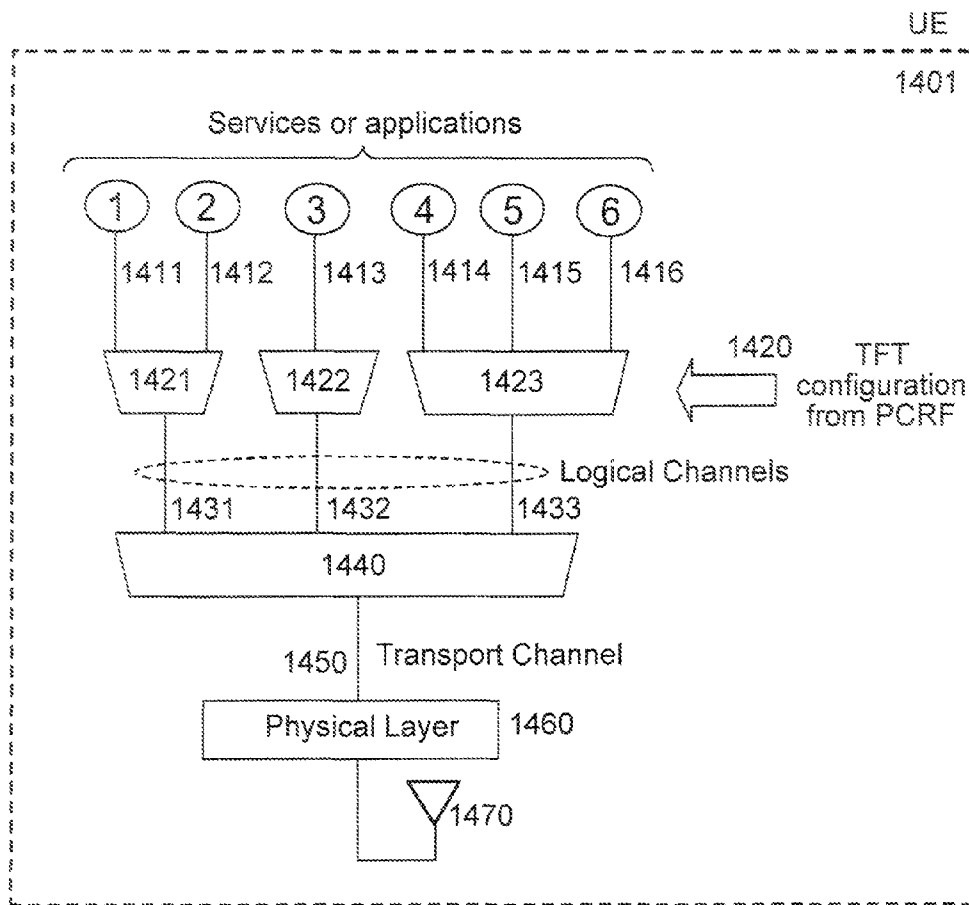 UE
1401
Services or applications
1 2 3 4 5 6
1411 1412 1413 1414 1415 1416
1420
TFT
configuration
from PCRF
1421 1422 1423
Logical Channels
1431 1432 1433
1440
1450 Transport Channel
Physical Layer 1460
1470